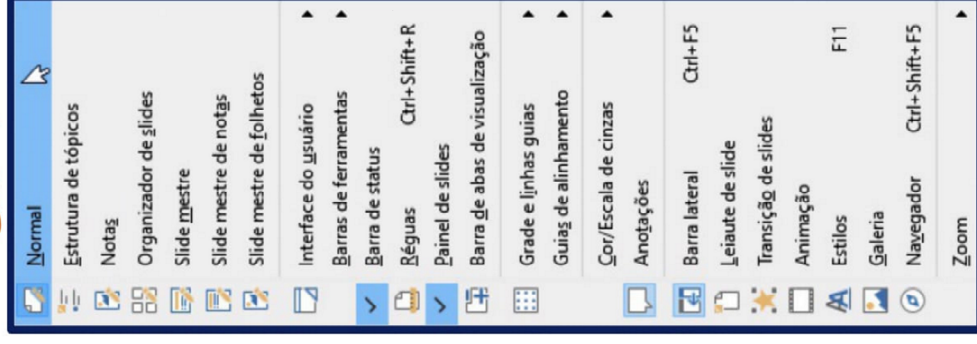 Normal
Estrutura de tópicos
Notas
Organizador de slides
Slide mestre
Slide mestre de notas
Slide mestre de folhetos
Interface do usuário
Barras de ferramentas
Barra de status
Réguas Ctrl+Shift+R
Painel de slides
Barra de abas de visualização
Grade e linhas guias
Guias de alinhamento
Cor/Escala de cinzas
Anotações
Barra lateral Ctrl+F5
Leiaute de slide
Transição de slides
Animação
Estilos F11
Galeria
Navegador Ctrl+Shift+F5
Zoom